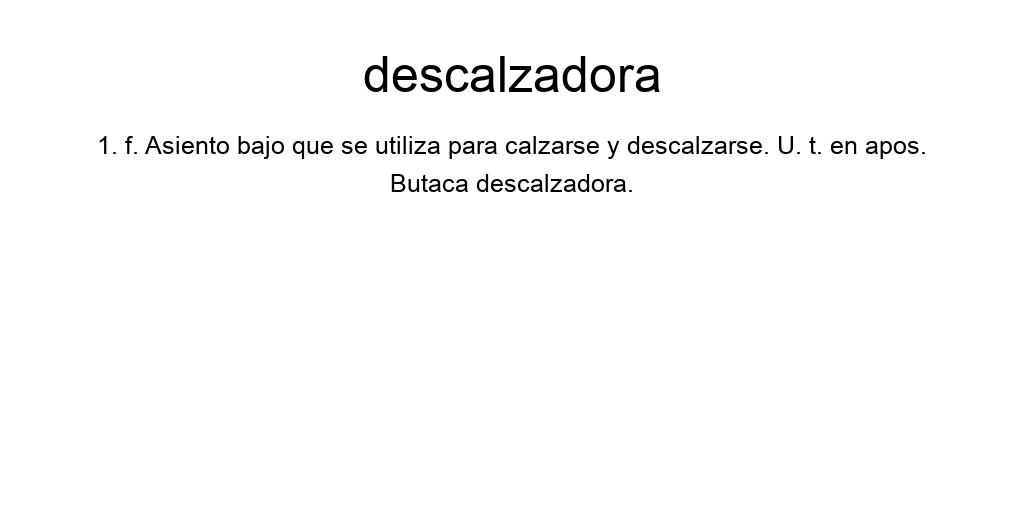 descalzadora
1. f. Asiento bajo que se utiliza para calzarse y descalzarse. U. t. en apos.
Butaca descalzadora.